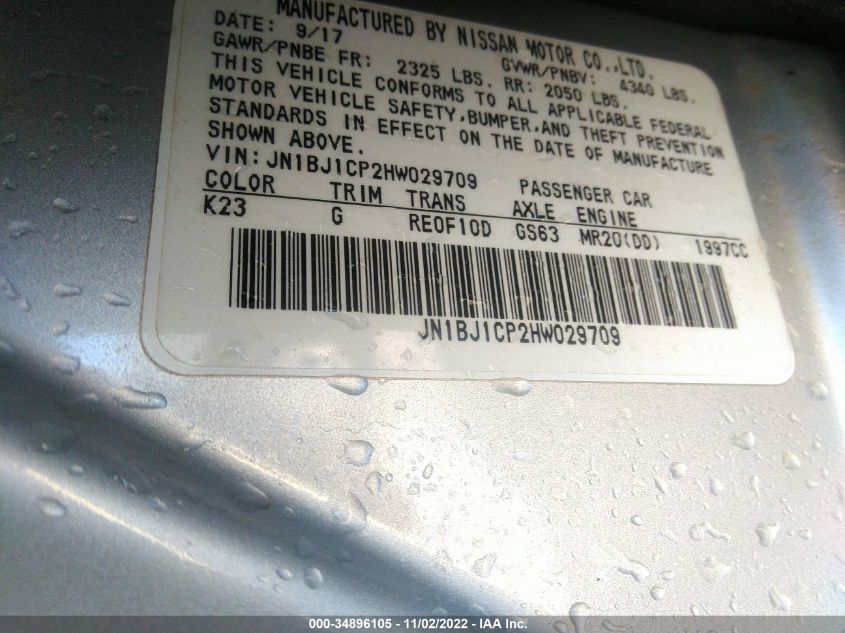 MANUFACTURED BY NISSAN MOTOR CO.,LTD.
DATE: 9/17 GVWR/PNBV: 4340 LBS.
GAWR/PNBE FR: 2325 LBS. RR: 2050 LBS.
THIS VEHICLE CONFORMS TO ALL APPLICABLE FEDERAL
MOTOR VEHICLE SAFETY,BUMPER,AND THEFT PREVENTION
STANDARDS IN EFFECT ON THE DATE OF MANUFACTURE
SHOWN ABOVE.
VIN: JN1BJ1CP2HW029709 PASSENGER CAR
COLOR TRIM TRANS AXLE ENGINE
K23 G RE0F10D GS63 MR20(DD) 1997CC
JN1BJ1CP2HW029709
000-34896105 - 11/02/2022 - IAAI.com